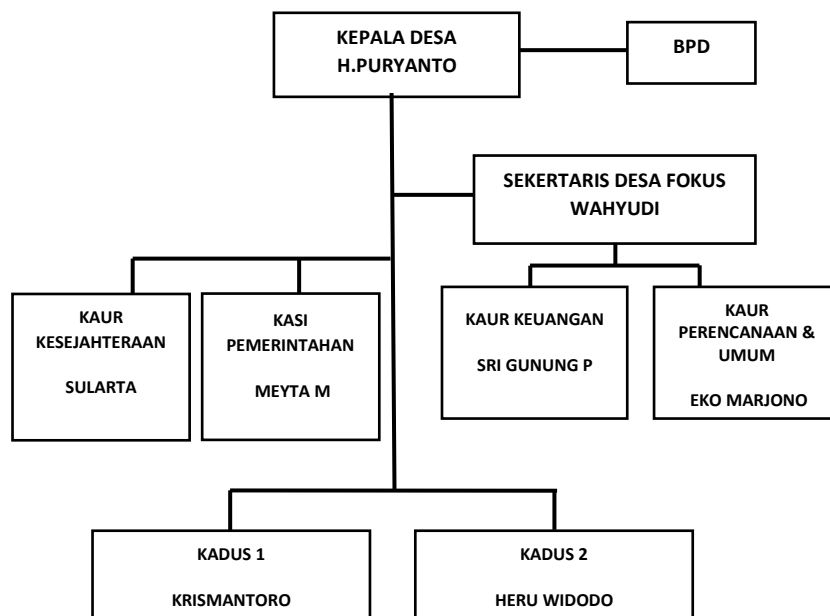 KEPALA DESA
H.PURYANTO
BPD
SEKERTARIS DESA FOKUS
WAHYUDI
KAUR
KESEJAHTERAAN
SULARTA
KASI
PEMERINTAHAN
MEYTA M
KAUR KEUANGAN
SRI GUNUNG P
KAUR
PERENCANAAN &
UMUM
EKO MARJONO
KADUS 1
KRISMANTORO
KADUS 2
HERU WIDODO